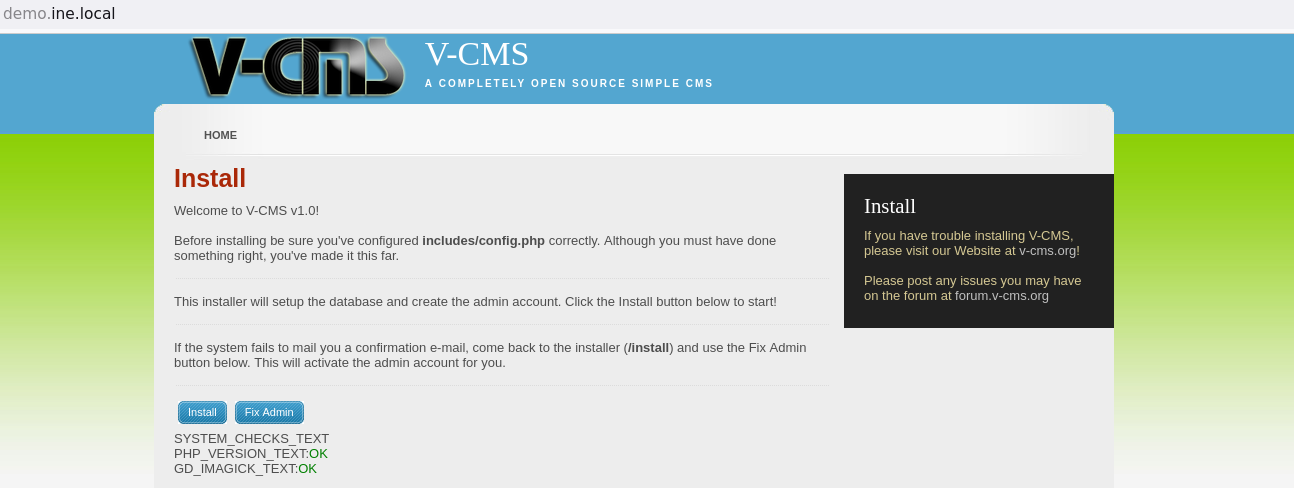 demo.ine.local
V-CMS
V-CMS
A COMPLETELY OPEN SOURCE SIMPLE CMS
HOME
Install
Welcome to V-CMS v1.0!
Before installing be sure you've configured includes/config.php correctly. Although you must have done
something right, you've made it this far.
This installer will setup the database and create the admin account. Click the Install button below to start!
If the system fails to mail you a confirmation e-mail, come back to the installer (/install) and use the Fix Admin
button below. This will activate the admin account for you.
Install Fix Admin
SYSTEM_CHECKS_TEXT
PHP_VERSION_TEXT:OK
GD_IMAGICK_TEXT:OK
Install
If you have trouble installing V-CMS,
please visit our Website at v-cms.org!
Please post any issues you may have
on the forum at forum.v-cms.org